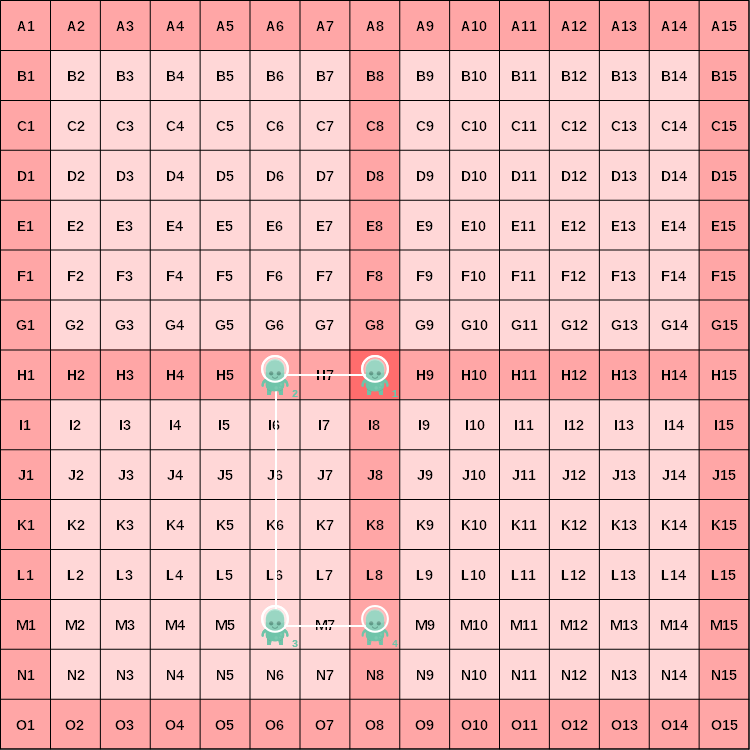 A1 A2 A3 A4 A5 A6 A7 A8 A9 A10 A11 A12 A13 A14 A15
B1 B2 B3 B4 B5 B6 B7 B8 B9 B10 B11 B12 B13 B14 B15
C1 C2 C3 C4 C5 C6 C7 C8 C9 C10 C11 C12 C13 C14 C15
D1 D2 D3 D4 D5 D6 D7 D8 D9 D10 D11 D12 D13 D14 D15
E1 E2 E3 E4 E5 E6 E7 E8 E9 E10 E11 E12 E13 E14 E15
F1 F2 F3 F4 F5 F6 F7 F8 F9 F10 F11 F12 F13 F14 F15
G1 G2 G3 G4 G5 G6 G7 G8 G9 G10 G11 G12 G13 G14 G15
H1 H2 H3 H4 H5 2 H7 1 H9 H10 H11 H12 H13 H14 H15
I1 I2 I3 I4 I5 I6 I7 I8 I9 I10 I11 I12 I13 I14 I15
J1 J2 J3 J4 J5 J6 J7 J8 J9 J10 J11 J12 J13 J14 J15
K1 K2 K3 K4 K5 K6 K7 K8 K9 K10 K11 K12 K13 K14 K15
L1 L2 L3 L4 L5 L6 L7 L8 L9 L10 L11 L12 L13 L14 L15
M1 M2 M3 M4 M5 3 M7 4 M9 M10 M11 M12 M13 M14 M15
N1 N2 N3 N4 N5 N6 N7 N8 N9 N10 N11 N12 N13 N14 N15
O1 O2 O3 O4 O5 O6 O7 O8 O9 O10 O11 O12 O13 O14 O15